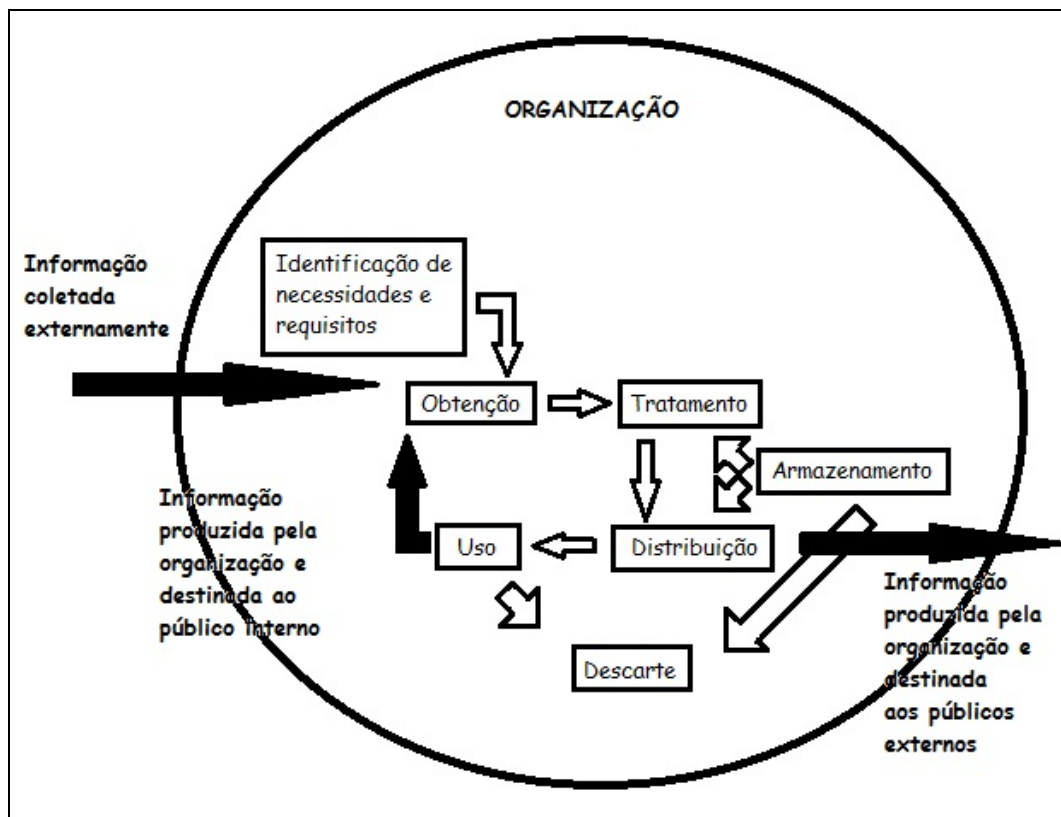 ORGANIZAÇÃO
Informação
coletada
externamente
Identificação de
necessidades e
requisitos
Obtenção
Tratamento
Armazenamento
Informação
produzida pela
organização e
destinada ao
público interno
Uso
Distribuição
Descarte
Informação
produzida pela
organização e
destinada
aos públicos
externos